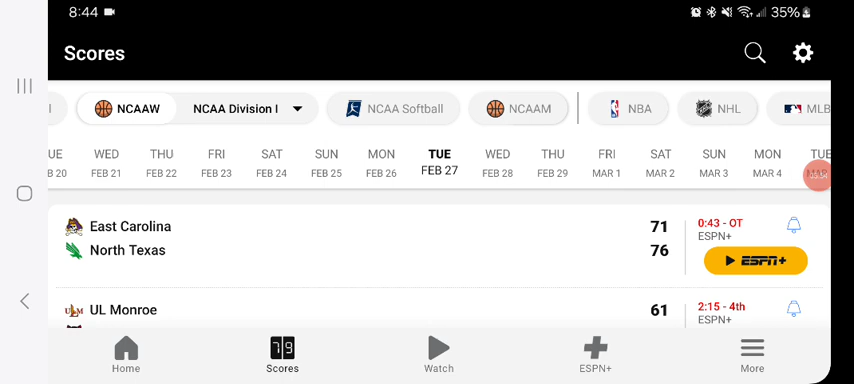 8:44 35%
Scores
NCAAW NCAA Division I NCAA Softball NCAAM NBA NHL MLB
UE WED THU FRI SAT SUN MON TUE WED THU FRI SAT SUN MON TUE
B 20 FEB 21 FEB 22 FEB 23 FEB 24 FEB 25 FEB 26 FEB 27 FEB 28 FEB 29 MAR 1 MAR 2 MAR 3 MAR 4
East Carolina 71 0:43 - OT
ESPN+
North Texas 76 ESPN+
UL Monroe 61 2:15 - 4th
ESPN+
Home Scores Watch ESPN+ More